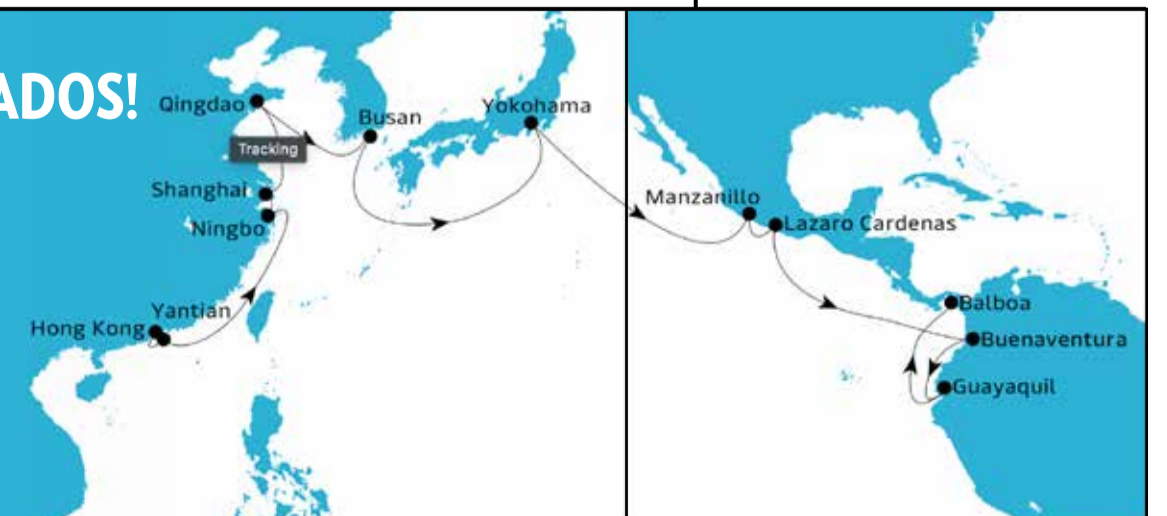 ADOS!
Qingdao
Busan
Yokohama
Tracking
Shanghai
Ningbo
Yantian
Hong Kong
Manzanillo
Lazaro Cardenas
Balboa
Buenaventura
Guayaquil